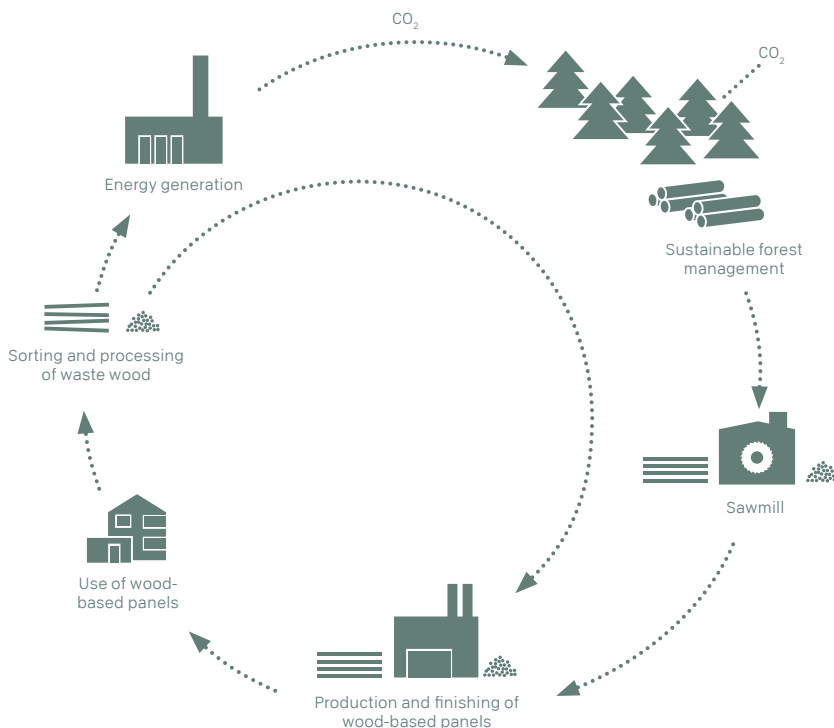 CO₂
CO₂
Energy generation
Sustainable forest
management
Sorting and processing
of waste wood
Sawmill
Use of wood-
based panels
Production and finishing of
wood-based panels